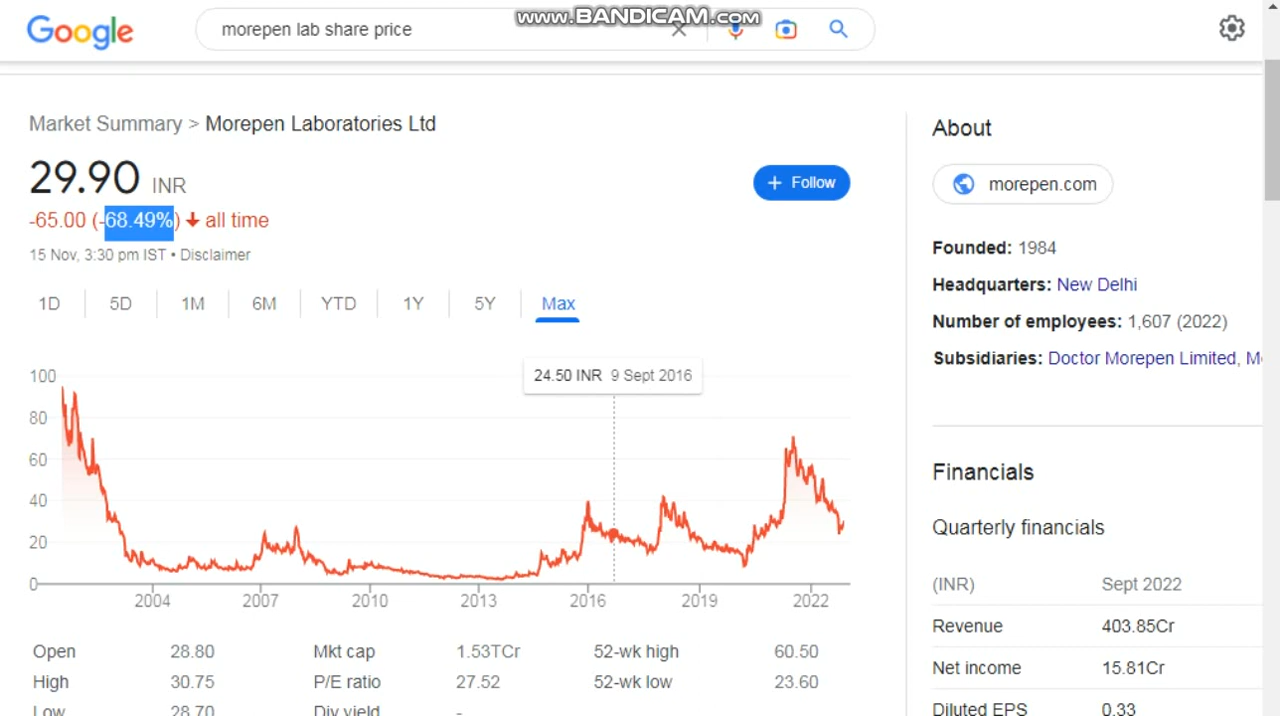 www.BANDICAM.com
Google
morepen lab share price
Market Summary > Morepen Laboratories Ltd
29.90 INR
-65.00 (-68.49%) all time
15 Nov, 3:30 pm IST • Disclaimer
+ Follow
1D 5D 1M 6M YTD 1Y 5Y Max
24.50 INR 9 Sept 2016
100
80
60
40
20
0
2004 2007 2010 2013 2016 2019 2022
Open 28.80 Mkt cap 1.53TCr 52-wk high 60.50
High 30.75 P/E ratio 27.52 52-wk low 23.60
Low 28.70 Div yield -
About
morepen.com
Founded: 1984
Headquarters: New Delhi
Number of employees: 1,607 (2022)
Subsidiaries: Doctor Morepen Limited,
Financials
Quarterly financials
(INR) Sept 2022
Revenue 403.85Cr
Net income 15.81Cr
Diluted EPS 0.33